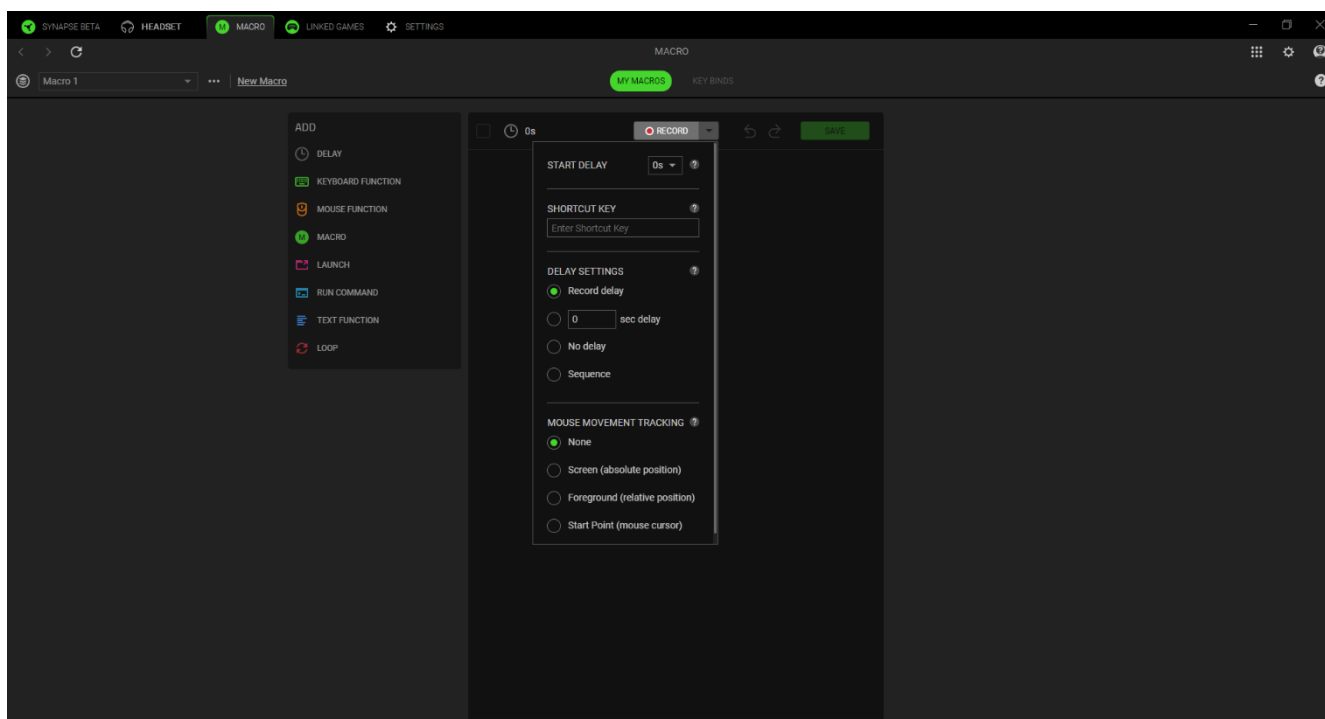 SYNAPSE BETA HEADSET M MACRO LINKED GAMES SETTINGS
MACRO
Macro 1 New Macro MY MACROS KEY BINDS ?
ADD
DELAY
KEYBOARD FUNCTION
MOUSE FUNCTION
M MACRO
LAUNCH
RUN COMMAND
TEXT FUNCTION
LOOP
0s RECORD SAVE
START DELAY 0s ?
SHORTCUT KEY ?
Enter Shortcut Key
DELAY SETTINGS ?
Record delay
0 sec delay
No delay
Sequence
MOUSE MOVEMENT TRACKING ?
None
Screen (absolute position)
Foreground (relative position)
Start Point (mouse cursor)